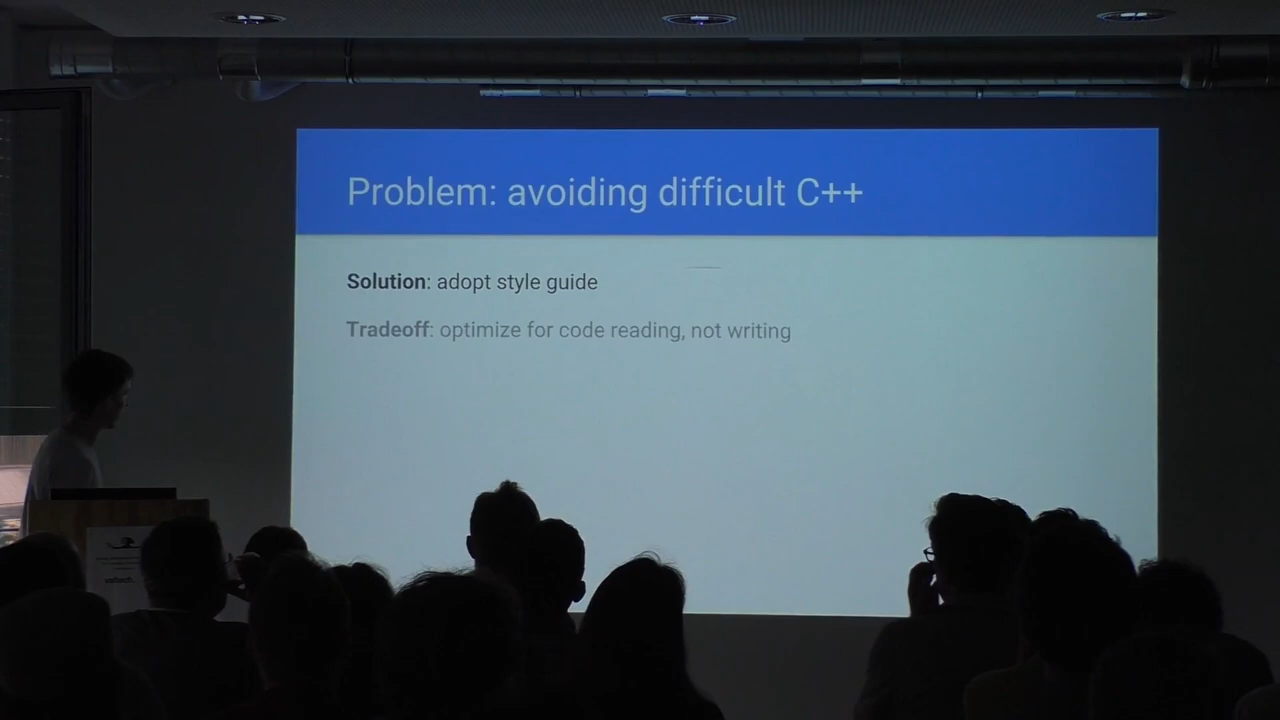 Problem: avoiding difficult C++
Solution: adopt style guide
Tradeoff: optimize for code reading, not writing